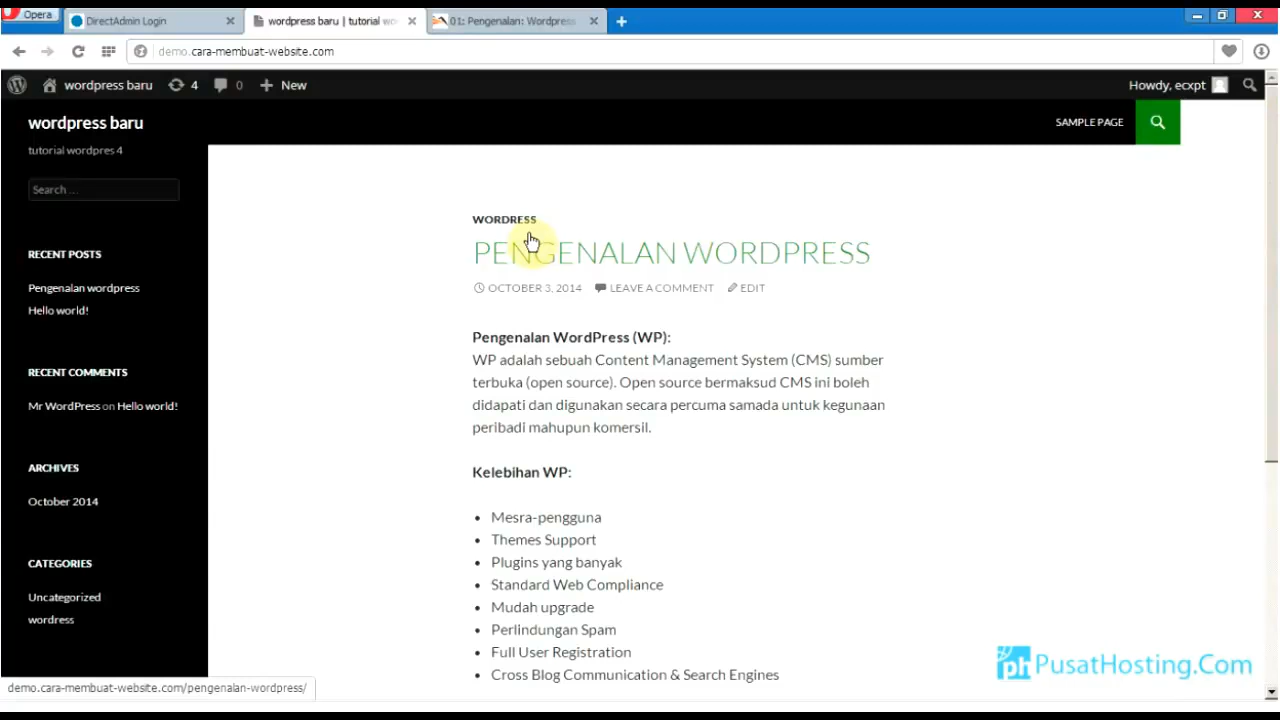 Opera
DirectAdmin Login
wordpress baru | tutorial wo
01: Pengenalan: Wordpress
demo.cara-membuat-website.com
wordpress baru
4
0
New
Howdy, ecxpt
wordpress baru
SAMPLE PAGE
tutorial wordpres 4
Search ...
WORDRESS
PENGENALAN WORDPRESS
OCTOBER 3, 2014
LEAVE A COMMENT
EDIT
RECENT POSTS
Pengenalan wordpress
Hello world!
RECENT COMMENTS
Mr WordPress on Hello world!
ARCHIVES
October 2014
CATEGORIES
Uncategorized
wordress
Pengenalan WordPress (WP):
WP adalah sebuah Content Management System (CMS) sumber
terbuka (open source). Open source bermaksud CMS ini boleh
didapati dan digunakan secara percuma samada untuk kegunaan
peribadi mahupun komersil.
Kelebihan WP:
Mesra-pengguna
Themes Support
Plugins yang banyak
Standard Web Compliance
Mudah upgrade
Perlindungan Spam
Full User Registration
Cross Blog Communication & Search Engines
ph PusatHosting.Com
demo.cara-membuat-website.com/pengenalan-wordpress/